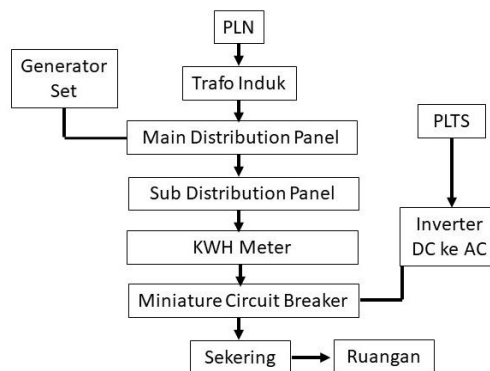 PLN
Generator
Set
Trafo Induk
Main Distribution Panel
PLTS
Sub Distribution Panel
Inverter
DC ke AC
KWH Meter
Miniature Circuit Breaker
Sekering
Ruangan